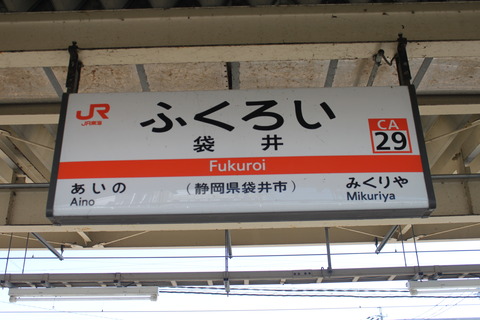 JR
JR東海
ふくろい
袋井
CA
29
Fukuroi
あいの
Aino
（静岡県袋井市）
みくりや
Mikuriya